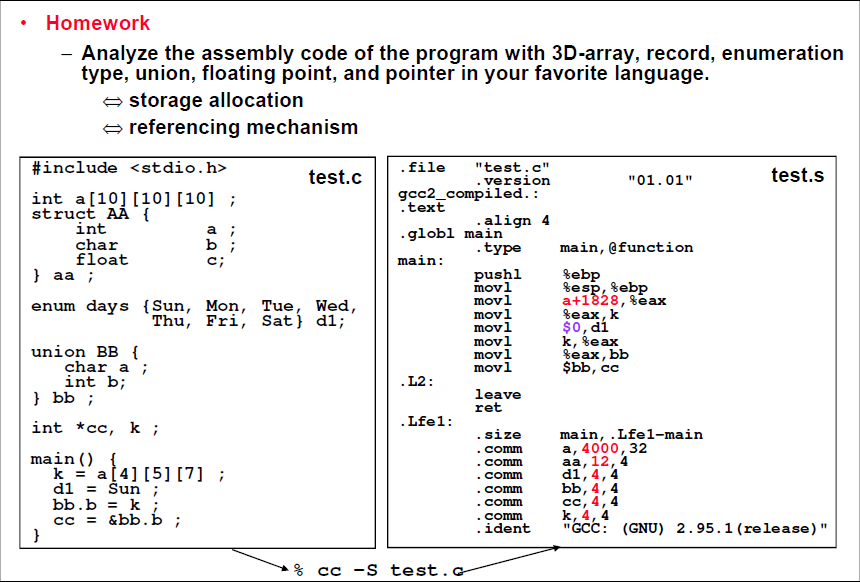 • Homework
– Analyze the assembly code of the program with 3D-array, record, enumeration
type, union, floating point, and pointer in your favorite language.
⇔ storage allocation
⇔ referencing mechanism
test.c
#include <stdio.h>
int a[10][10][10] ;
struct AA {
    int        a ;
    char       b ;
    float      c;
} aa ;
enum days {Sun, Mon, Tue, Wed,
           Thu, Fri, Sat} d1;
union BB {
   char a ;
   int b;
} bb ;
int *cc, k ;
main() {
  k = a[4][5][7] ;
  d1 = Sun ;
  bb.b = k ;
  cc = &bb.b ;
}
test.s
.file   "test.c"
        .version        "01.01"
gcc2_compiled.:
.text
        .align 4
.globl main
        .type   main,@function
main:
        pushl   %ebp
        movl    %esp,%ebp
        movl    a+1828,%eax
        movl    %eax,k
        movl    $0,d1
        movl    k,%eax
        movl    %eax,bb
        movl    $bb,cc
.L2:
        leave
        ret
.Lfe1:
        .size   main,.Lfe1-main
        .comm   a,4000,32
        .comm   aa,12,4
        .comm   d1,4,4
        .comm   bb,4,4
        .comm   cc,4,4
        .comm   k,4,4
        .ident  "GCC: (GNU) 2.95.1(release)"
% cc -S test.c